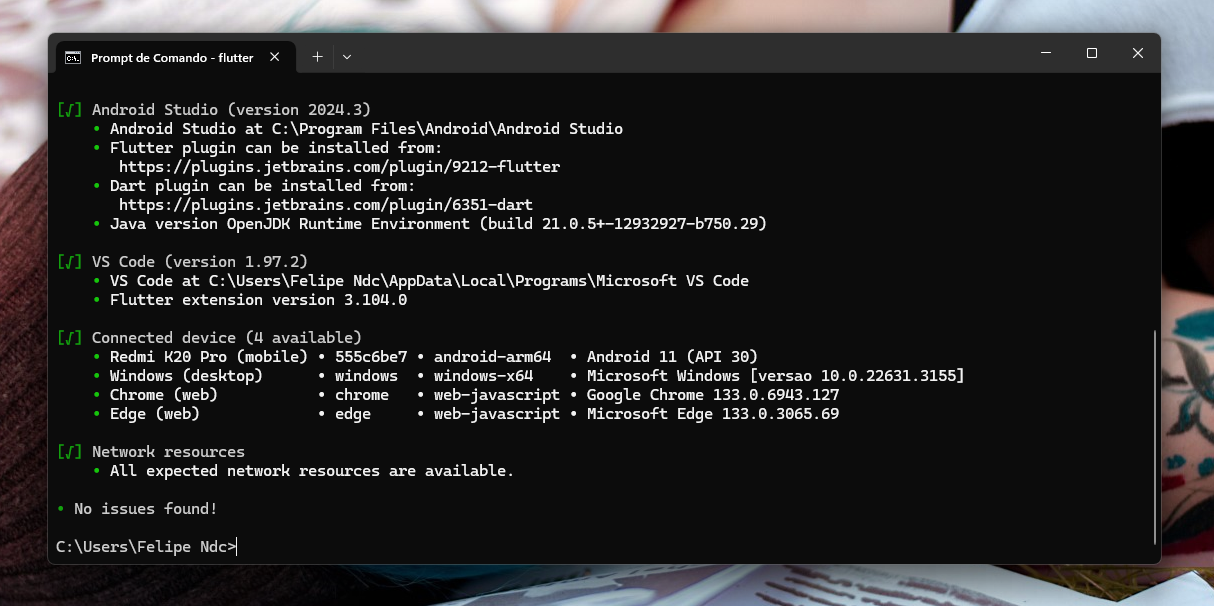 Prompt de Comando - flutter
[√] Android Studio (version 2024.3)
• Android Studio at C:\Program Files\Android\Android Studio
• Flutter plugin can be installed from:
https://plugins.jetbrains.com/plugin/9212-flutter
• Dart plugin can be installed from:
https://plugins.jetbrains.com/plugin/6351-dart
• Java version OpenJDK Runtime Environment (build 21.0.5+-12932927-b750.29)
[√] VS Code (version 1.97.2)
• VS Code at C:\Users\Felipe Ndc\AppData\Local\Programs\Microsoft VS Code
• Flutter extension version 3.104.0
[√] Connected device (4 available)
• Redmi K20 Pro (mobile) • 555c6be7 • android-arm64 • Android 11 (API 30)
• Windows (desktop) • windows • windows-x64 • Microsoft Windows [versao 10.0.22631.3155]
• Chrome (web) • chrome • web-javascript • Google Chrome 133.0.6943.127
• Edge (web) • edge • web-javascript • Microsoft Edge 133.0.3065.69
[√] Network resources
• All expected network resources are available.
• No issues found!
C:\Users\Felipe Ndc>